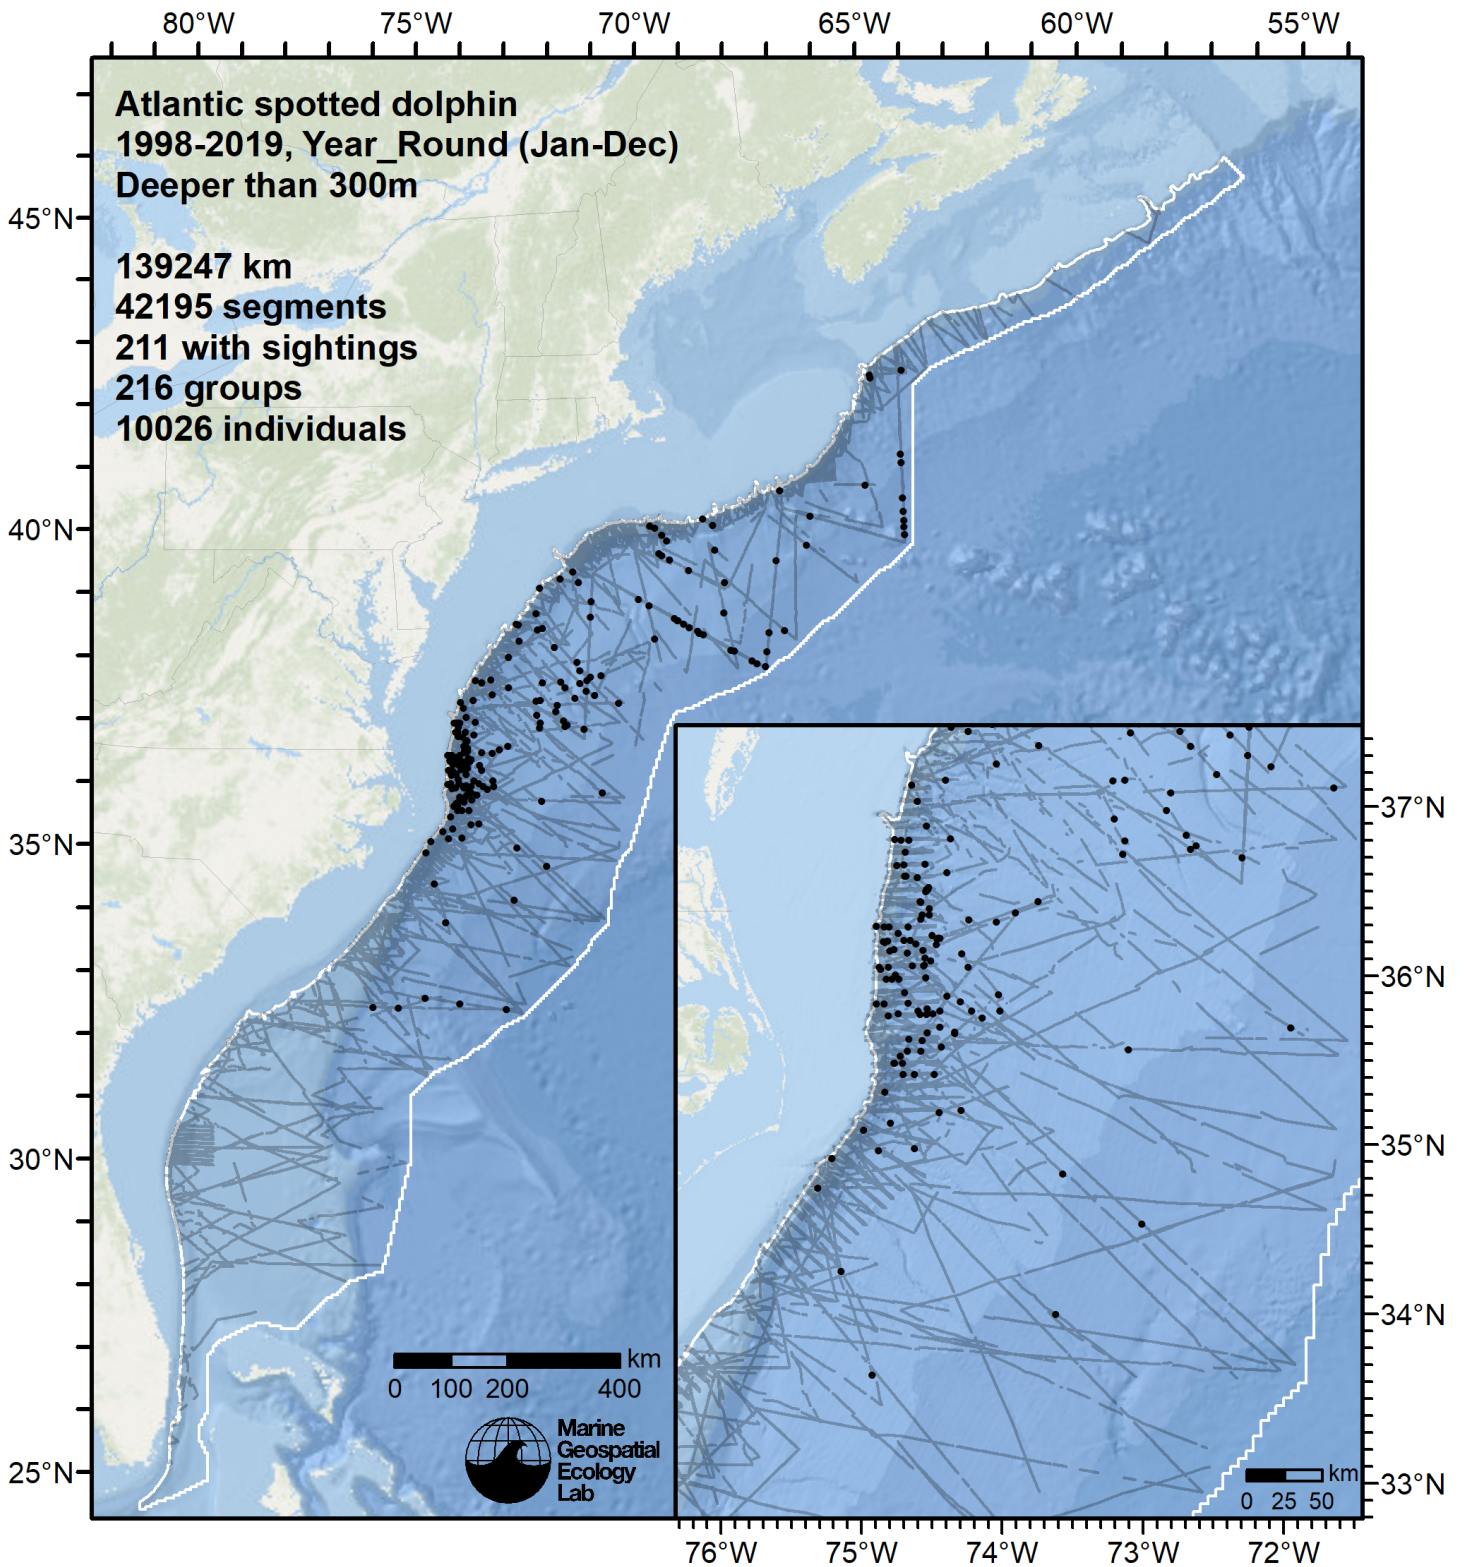 80°W 75°W 70°W 65°W 60°W 55°W
Atlantic spotted dolphin
1998-2019, Year_Round (Jan-Dec)
Deeper than 300m
45°N
139247 km
42195 segments
211 with sightings
216 groups
10026 individuals
40°N
37°N
35°N
36°N
35°N
30°N
34°N
km
0 100 200 400
Marine
Geospatial
Ecology
Lab
25°N
km
0 25 50
33°N
76°W 75°W 74°W 73°W 72°W